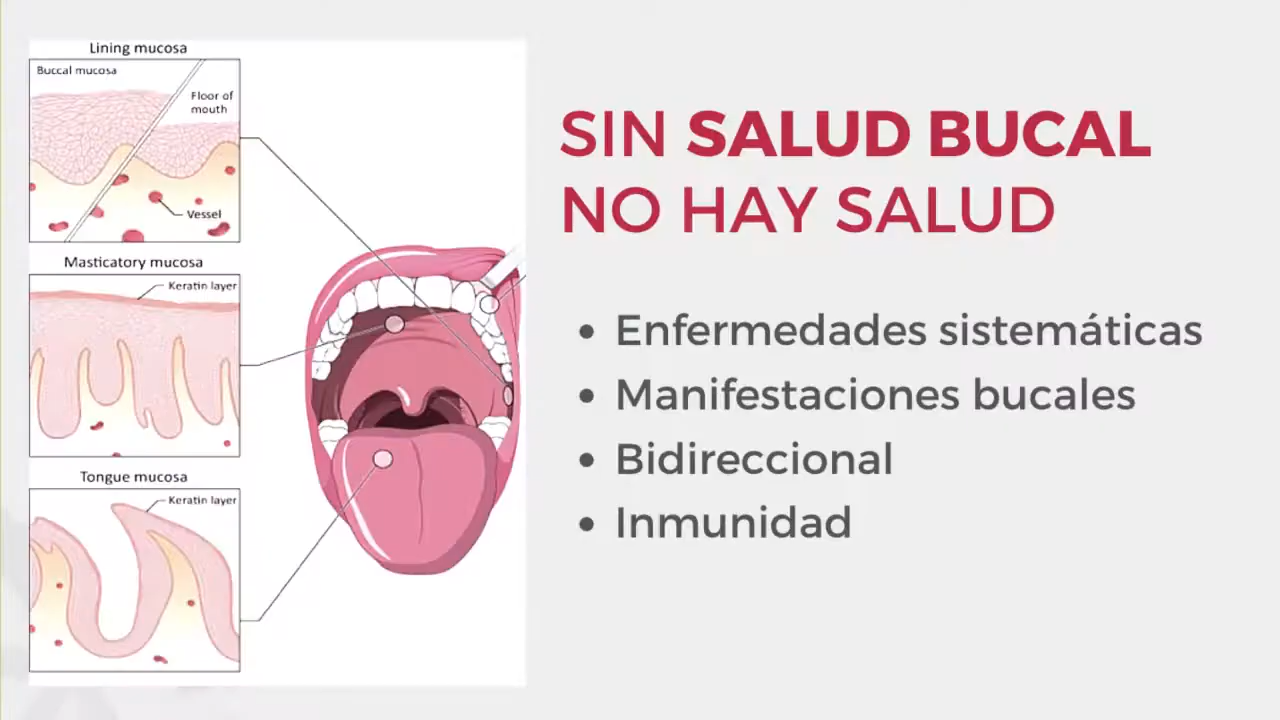 Lining mucosa
Buccal mucosa
Floor of
mouth
Vessel
Masticatory mucosa
Keratin layer
Tongue mucosa
Keratin layer
SIN SALUD BUCAL
NO HAY SALUD
• Enfermedades sistemáticas
• Manifestaciones bucales
• Bidireccional
• Inmunidad